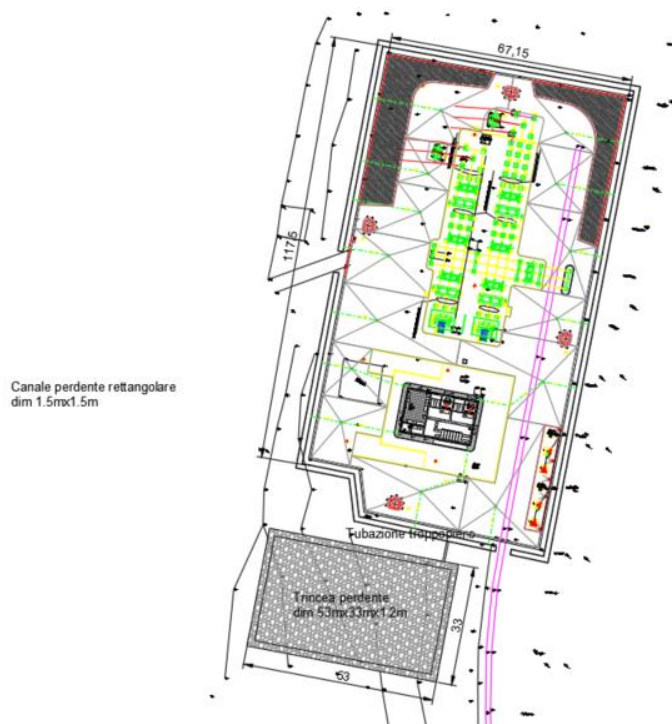 67,15
117,5
Canale perdente rettangolare
dim 1.5mx1.5m
Tubazione troppopiero
Trincea perdente
dim 53mx33mx1.2m
33
53